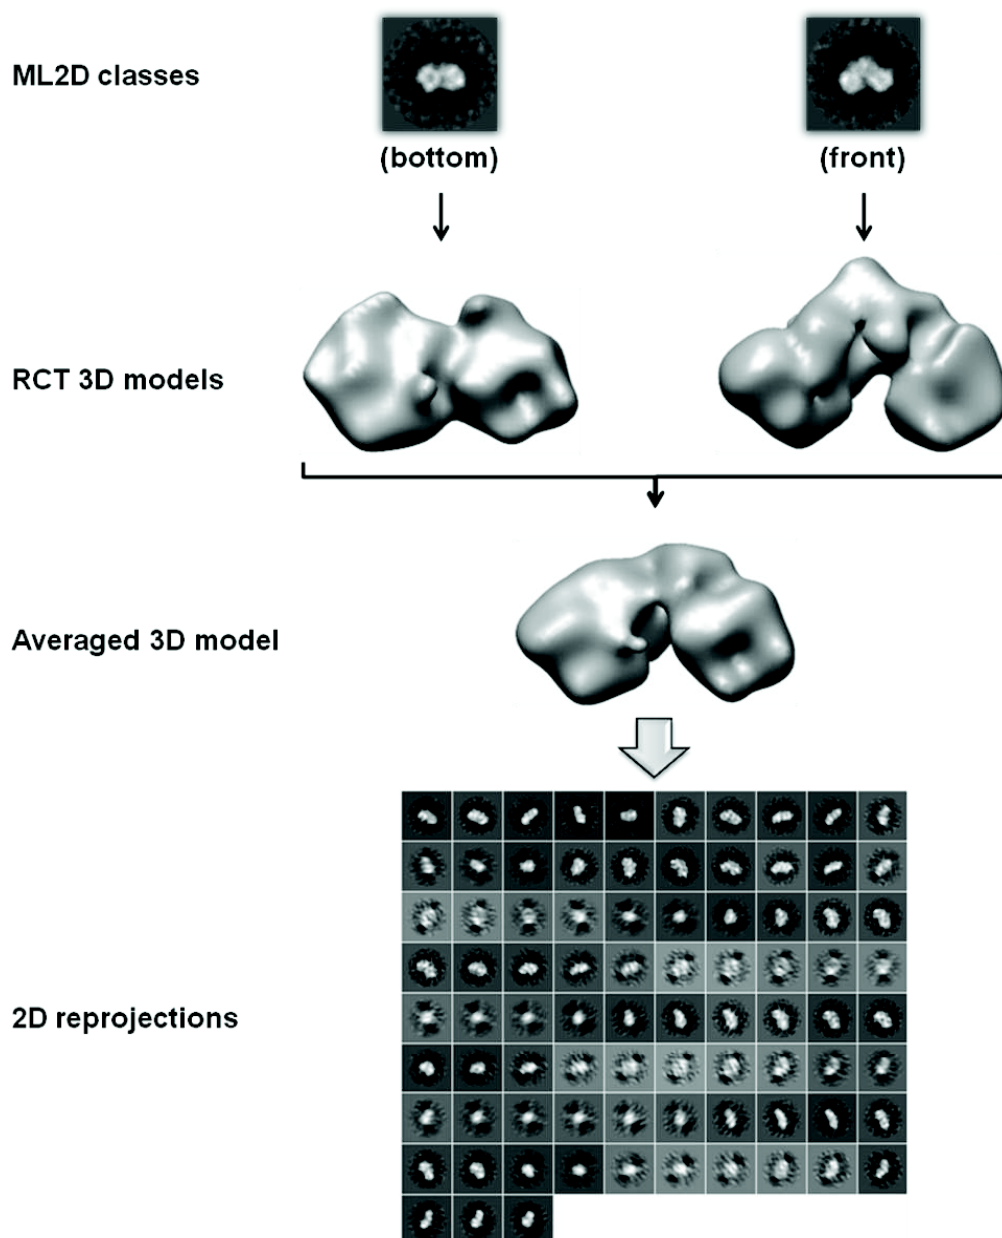 ML2D classes
(bottom)
(front)
RCT 3D models
Averaged 3D model
2D reprojections